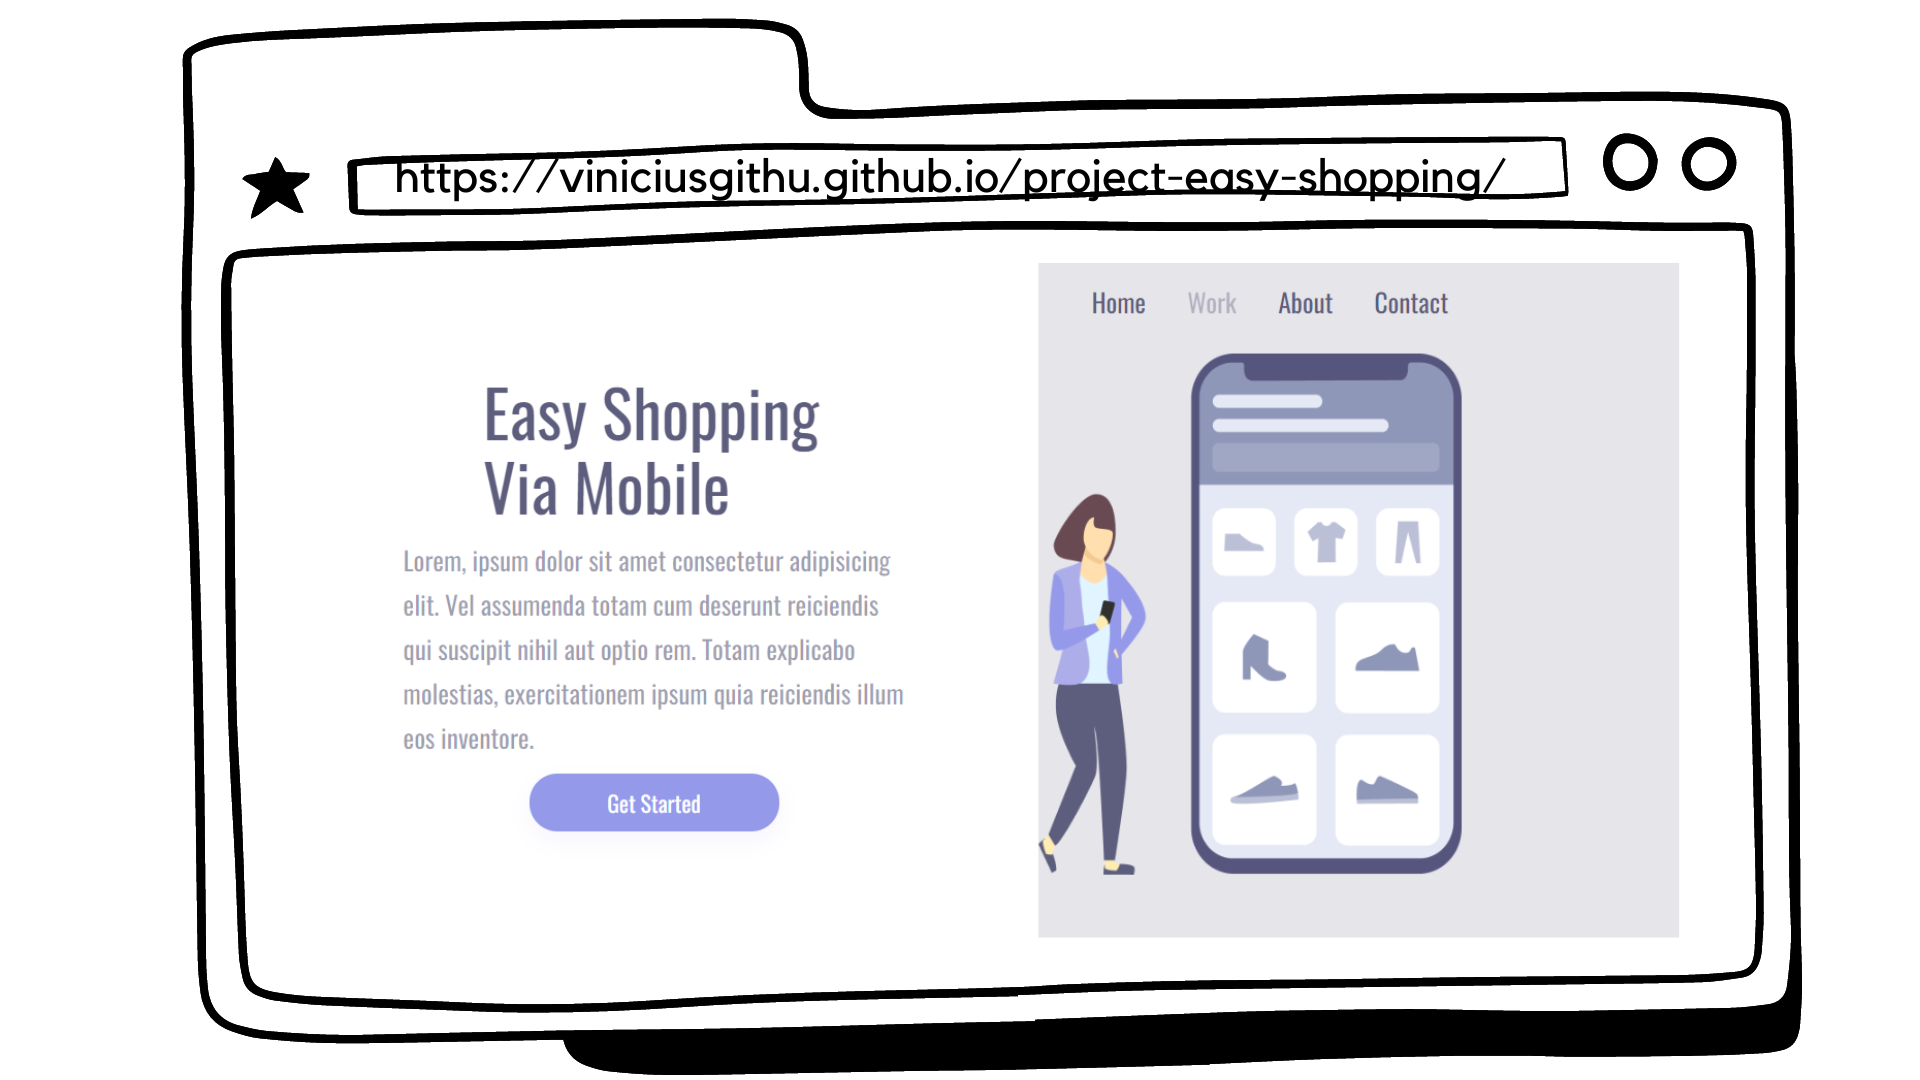 https://viniciusgithu.github.io/project-easy-shopping/
Home Work About Contact
Easy Shopping
Via Mobile
Lorem, ipsum dolor sit amet consectetur adipisicing
elit. Vel assumenda totam cum deserunt reiciendis
qui suscipit nihil aut optio rem. Totam explicabo
molestias, exercitationem ipsum quia reiciendis illum
eos inventore.
Get Started